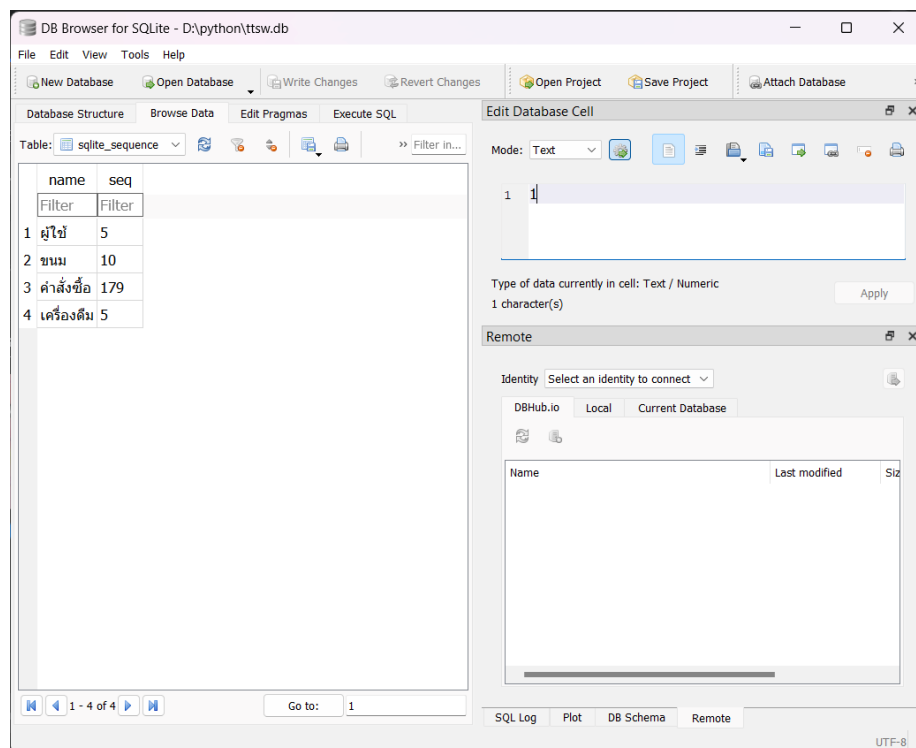 DB Browser for SQLite - D:\python\ttsw.db
File Edit View Tools Help
New Database Open Database Write Changes Revert Changes Open Project Save Project Attach Database
Database Structure Browse Data Edit Pragmas Execute SQL
Table: sqlite_sequence Filter in...
name seq
Filter Filter
1 ผู้ใช้ 5
2 ขนม 10
3 คำสั่งซื้อ 179
4 เครื่องดืม 5
1 - 4 of 4 Go to: 1
Edit Database Cell
Mode: Text
1 1
Type of data currently in cell: Text / Numeric
1 character(s)
Apply
Remote
Identity Select an identity to connect
DBHub.io Local Current Database
Name Last modified Siz
SQL Log Plot DB Schema Remote
UTF-8